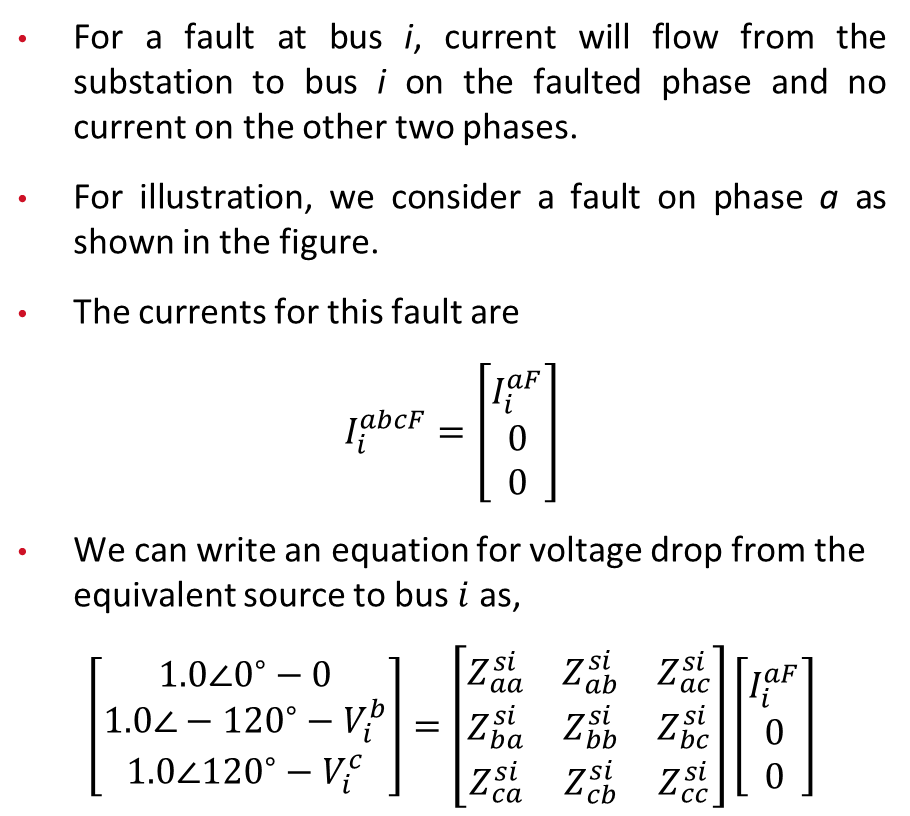 • For a fault at bus i, current will flow from the
substation to bus i on the faulted phase and no
current on the other two phases.
• For illustration, we consider a fault on phase a as
shown in the figure.
• The currents for this fault are
I_i^{abcF} = [I_i^{aF}; 0; 0]
• We can write an equation for voltage drop from the
equivalent source to bus i as,
[1.0∠0° − 0; 1.0∠ − 120° − V_i^b; 1.0∠120° − V_i^c] = [Z_{aa}^{si} Z_{ab}^{si} Z_{ac}^{si}; Z_{ba}^{si} Z_{bb}^{si} Z_{bc}^{si}; Z_{ca}^{si} Z_{cb}^{si} Z_{cc}^{si}] [I_i^{aF}; 0; 0]